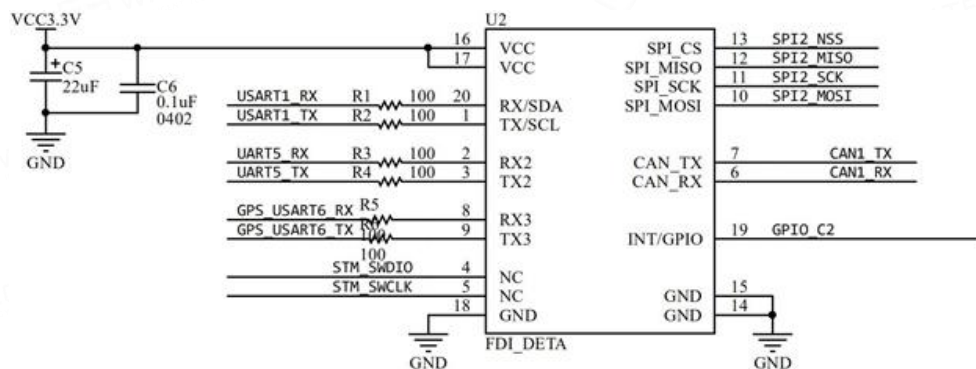 VCC3.3V
U2
16 VCC
17 VCC
C5
22uF
C6
0.1uF
0402
GND
USART1_RX R1 100 20 RX/SDA
USART1_TX R2 100 1 TX/SCL
UART5_RX R3 100 2 RX2
UART5_TX R4 100 3 TX2
GPS_USART6_RX R5 8 RX3
GPS_USART6_TX 100 9 TX3
100
STM_SWDIO 4 NC
STM_SWCLK 5 NC
18 GND
GND
SPI_CS 13 SPI2_NSS
SPI_MISO 12 SPI2_MISO
SPI_SCK 11 SPI2_SCK
SPI_MOSI 10 SPI2_MOSI
CAN_TX 7 CAN1_TX
CAN_RX 6 CAN1_RX
INT/GPIO 19 GPIO_C2
GND 15
GND 14
GND
FDI_DETA